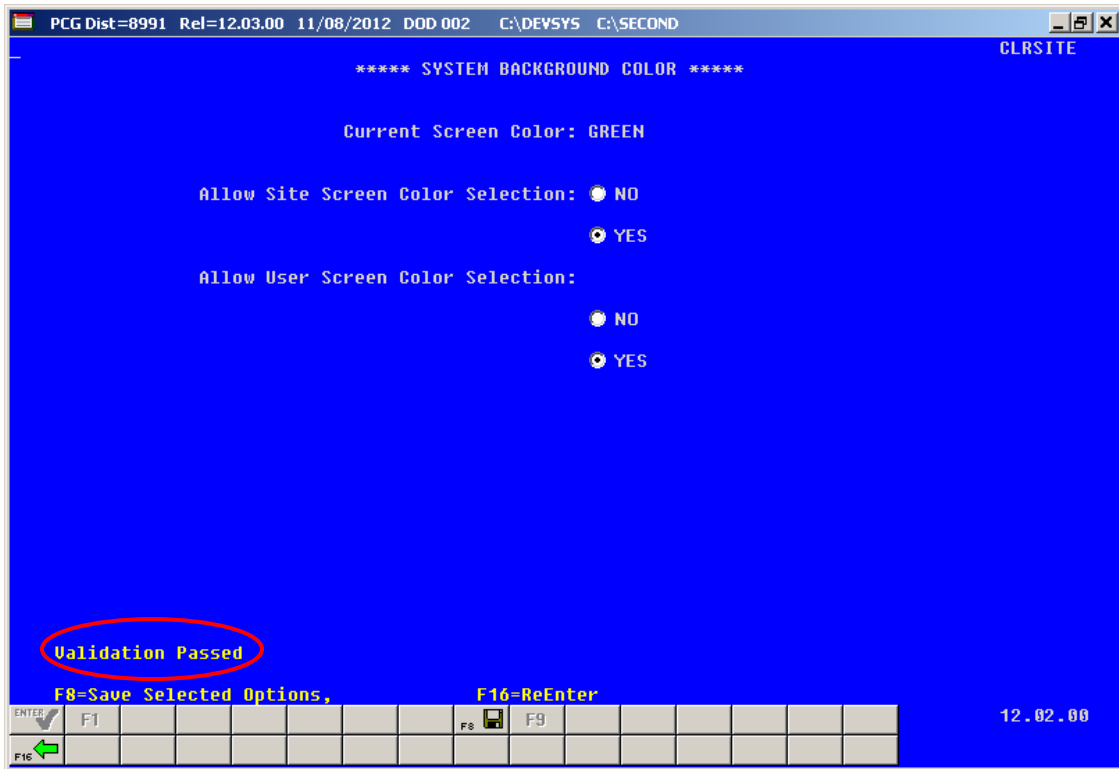 PCG Dist=8991 Rel=12.03.00 11/08/2012 DOD 002 C:\DEVSYS C:\SECOND
CLRSITE
***** SYSTEM BACKGROUND COLOR *****
Current Screen Color: GREEN
Allow Site Screen Color Selection: NO
YES
Allow User Screen Color Selection:
NO
YES
Validation Passed
F8=Save Selected Options, F16=ReEnter
ENTER F1 F8 F9 12.02.00
F16